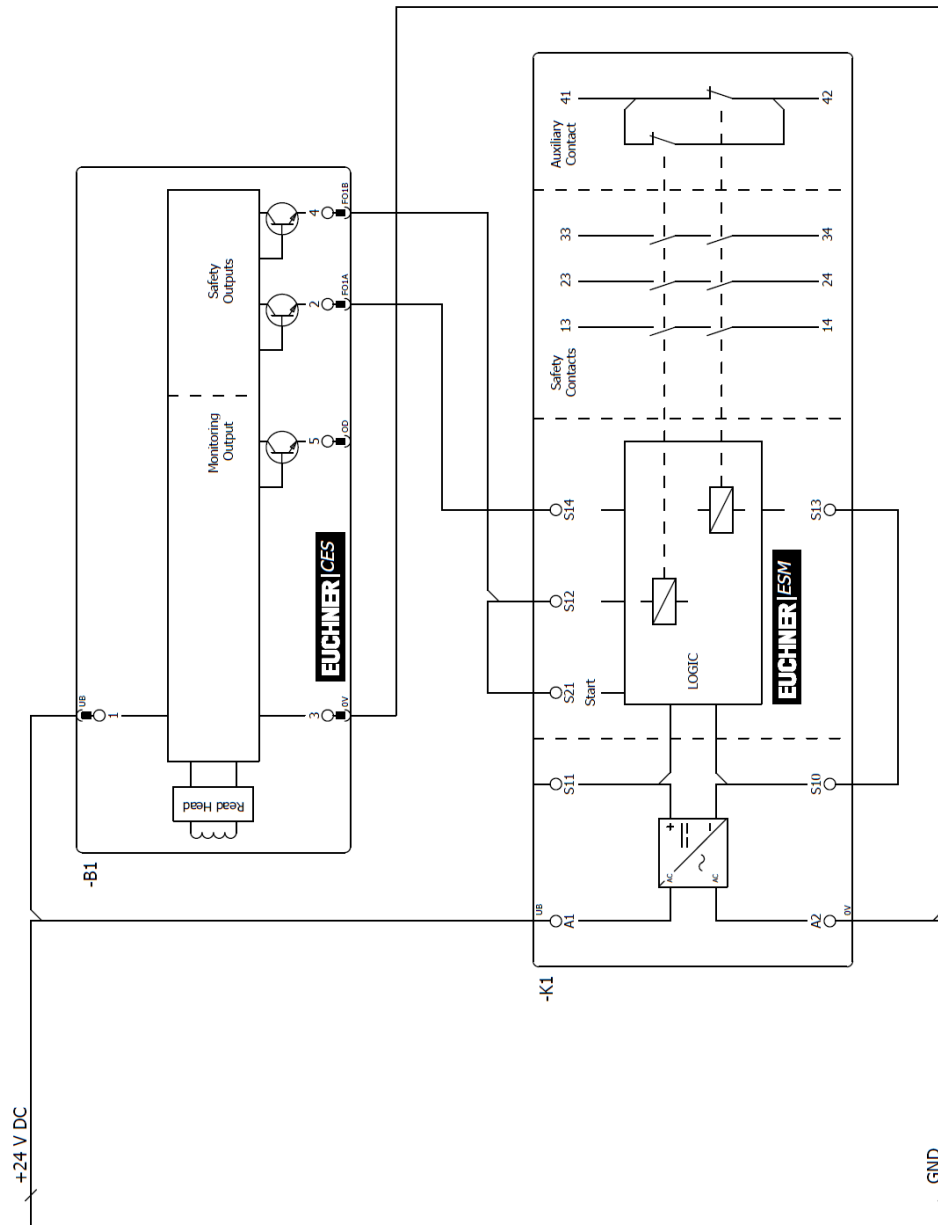 +24 V DC
GND
-B1
UB
1
Read Head
Monitoring
Output
Safety
Outputs
EUCHNER|CES
3
0V
5
OD
2
FO1A
4
FO1B
-K1
UB
A1
S11
S21
Start
S12
S14
AC
AC
+
-
LOGIC
EUCHNER|ESM
Safety
Contacts
13
23
33
Auxiliary
Contact
41
A2
0V
S10
S13
14
24
34
42